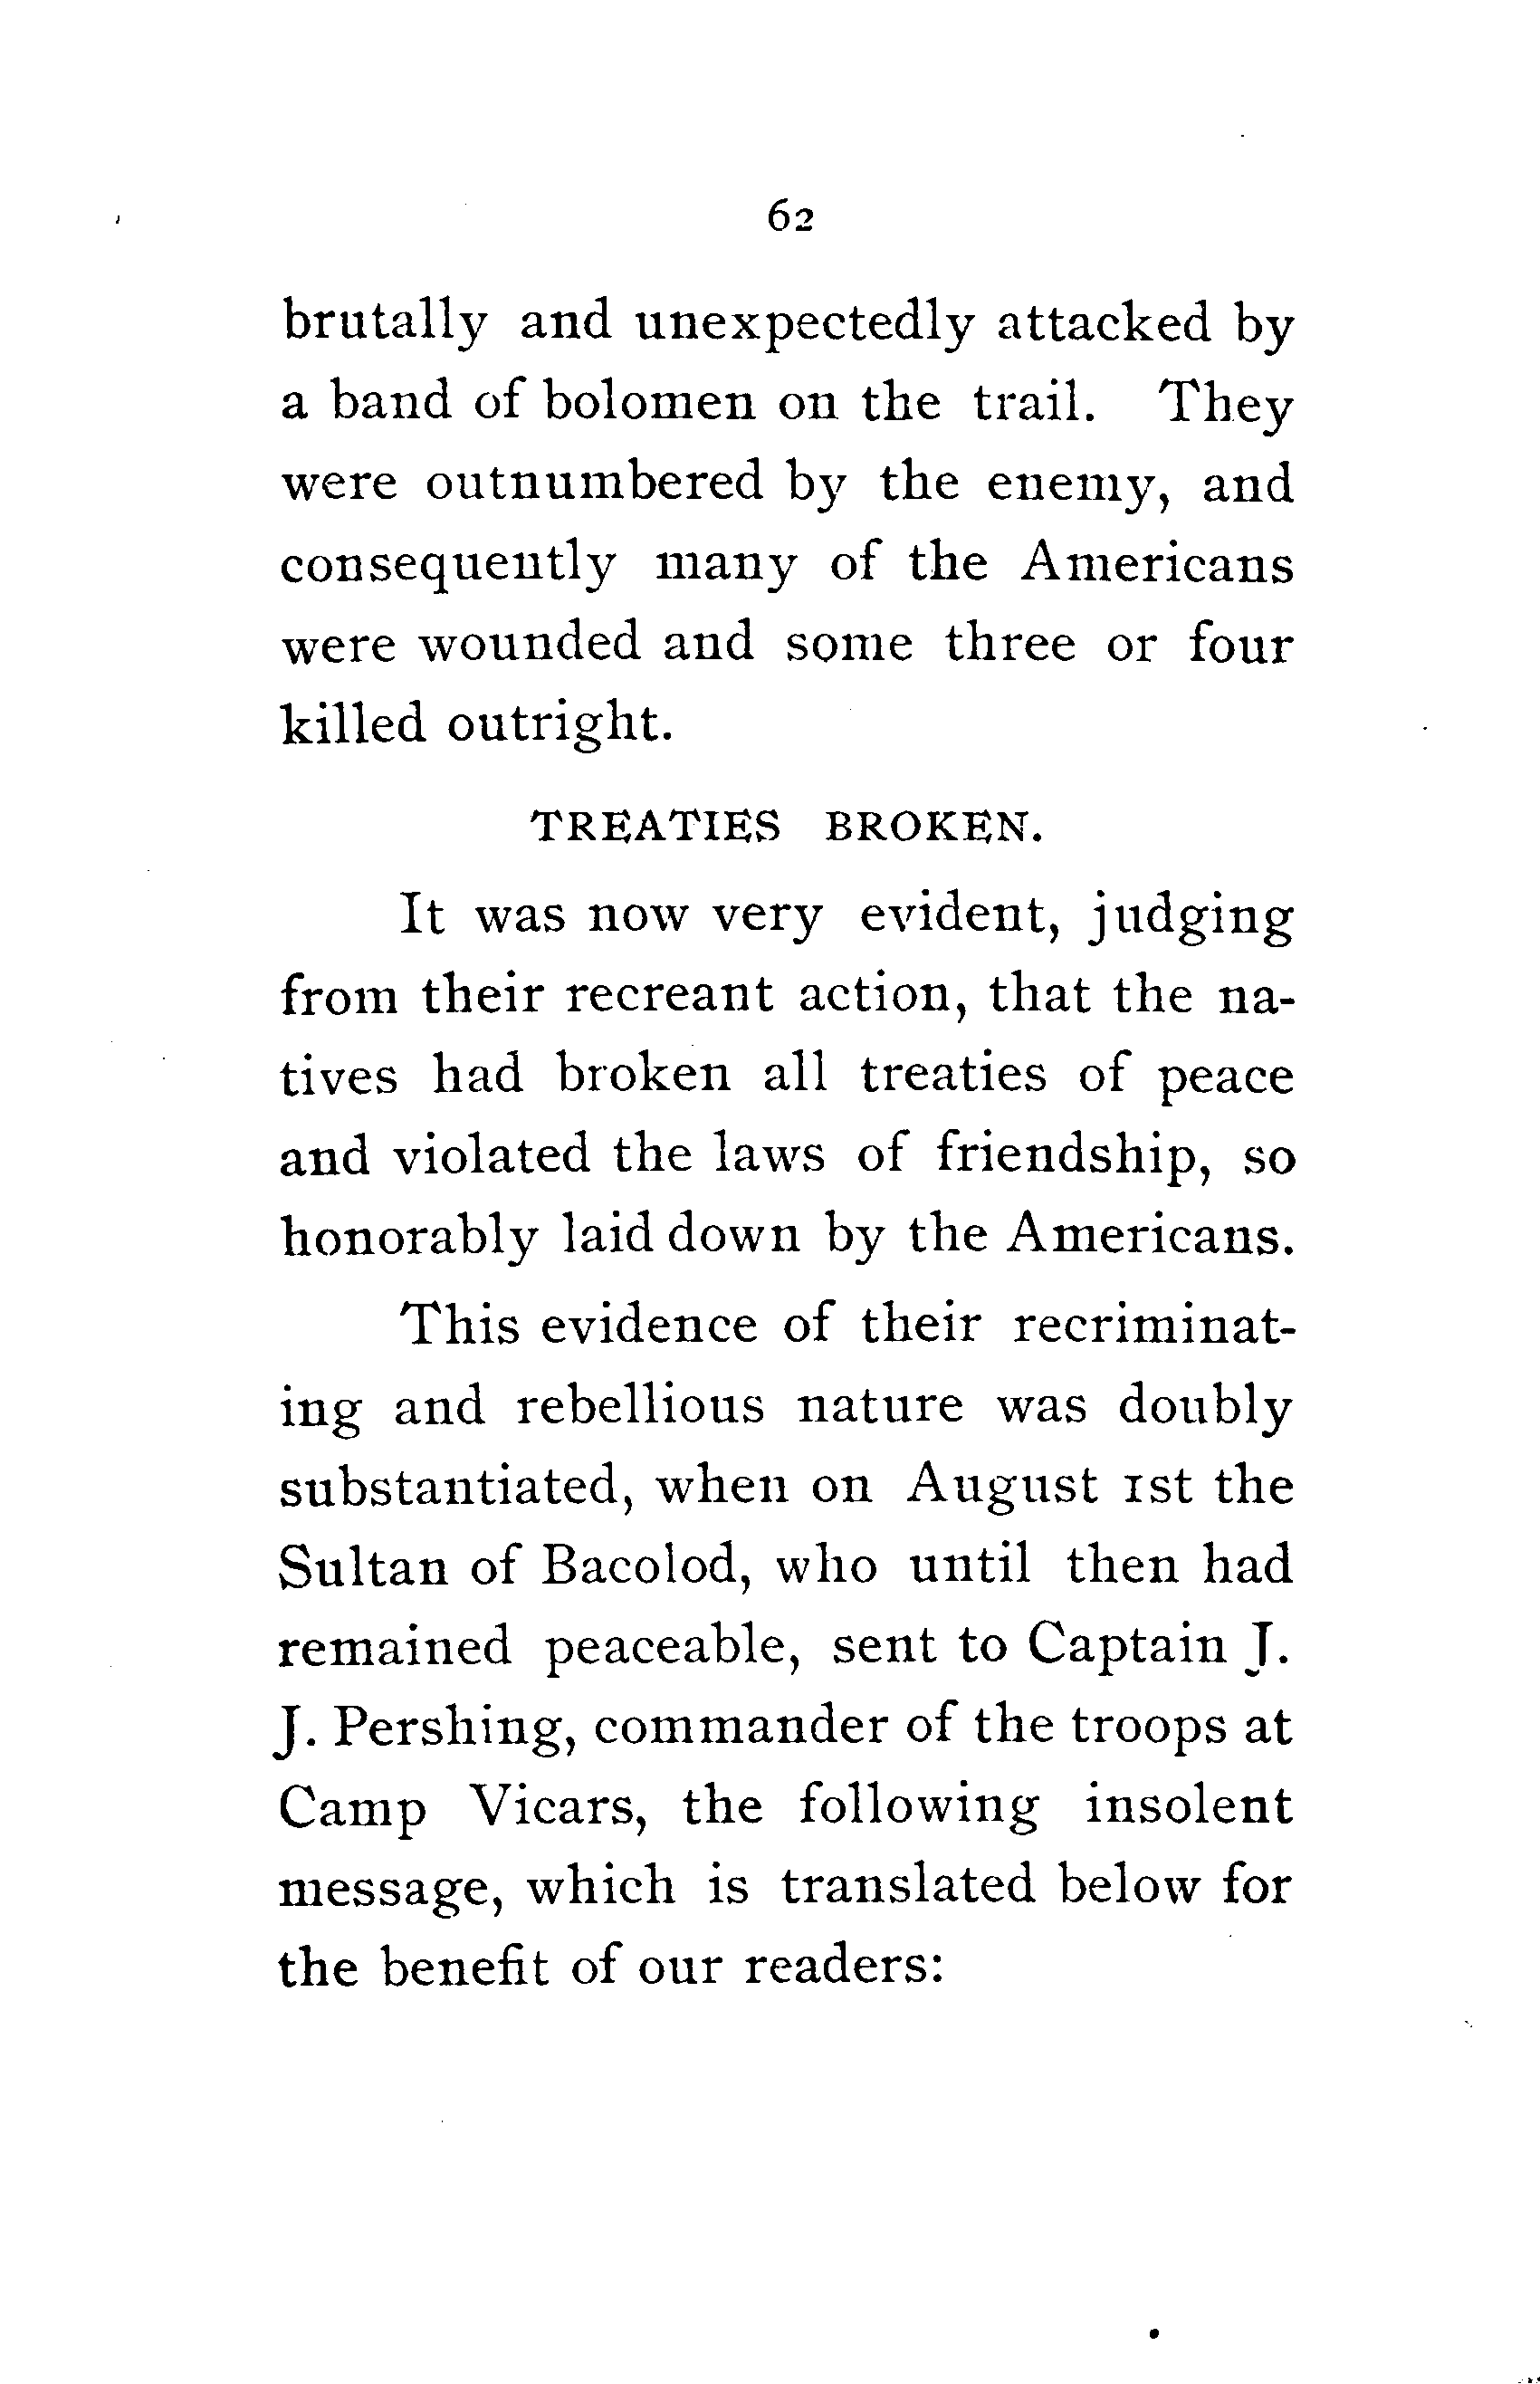 62
brutally and unexpectedly attacked by
a band of bolomen on the trail. They
were outnumbered by the enemy, and
consequently many of the Americans
were wounded and some three or four
killed outright.
TREATIES BROKEN.
It was now very evident, judging
from their recreant action, that the na-
tives had broken all treaties of peace
and violated the laws of friendship, so
honorably laid down by the Americans.
This evidence of their recriminat-
ing and rebellious nature was doubly
substantiated, when on August 1st the
Sultan of Bacolod, who until then had
remained peaceable, sent to Captain J.
J. Pershing, commander of the troops at
Camp Vicars, the following insolent
message, which is translated below for
the benefit of our readers: